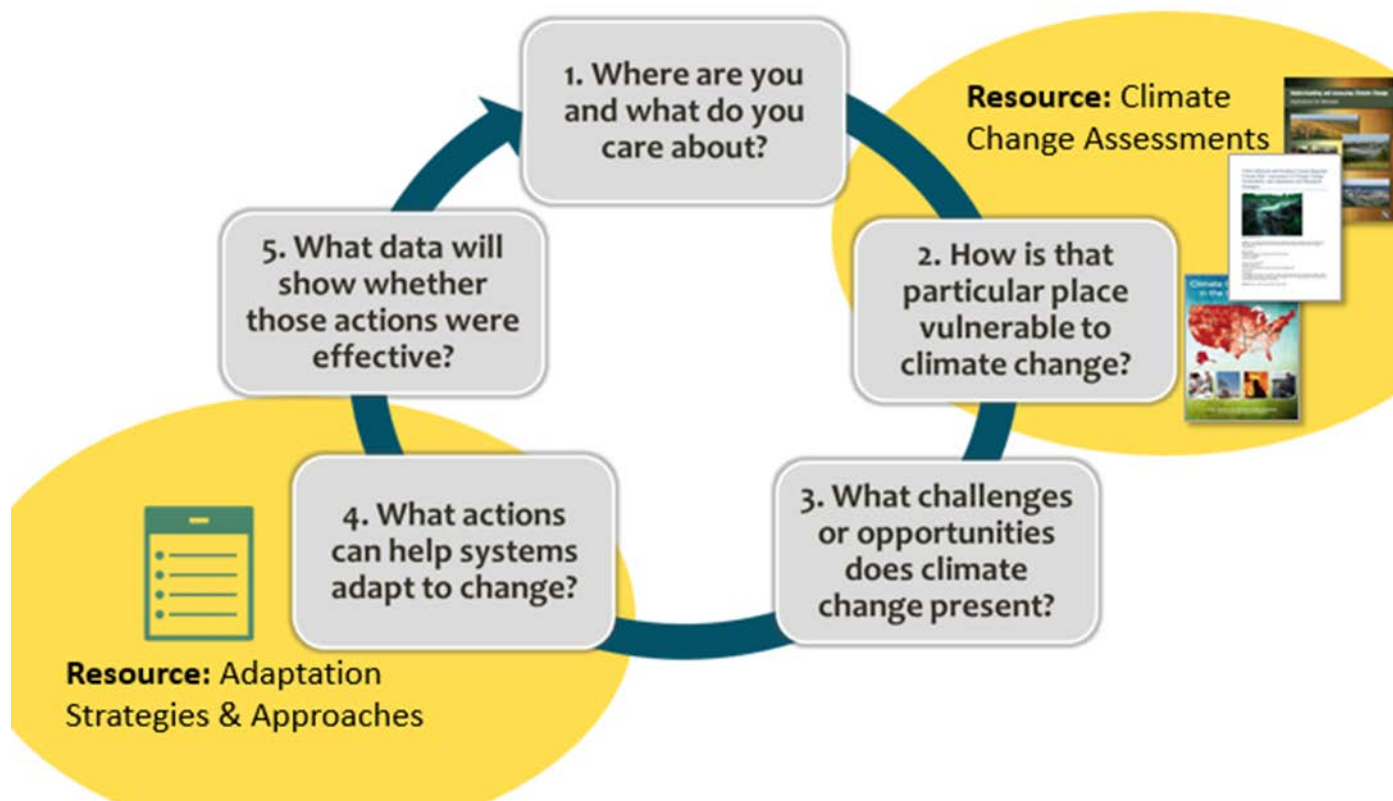 1. Where are you
and what do you
care about?
Resource: Climate
Change Assessments
2. How is that
particular place
vulnerable to
climate change?
3. What challenges
or opportunities
does climate
change present?
4. What actions
can help systems
adapt to change?
Resource: Adaptation
Strategies & Approaches
5. What data will
show whether
those actions were
effective?